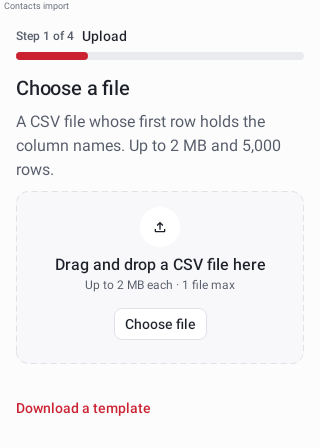 Contacts import
Step 1 of 4 Upload
Choose a file
A CSV file whose first row holds the
column names. Up to 2 MB and 5,000
rows.
Drag and drop a CSV file here
Up to 2 MB each · 1 file max
Choose file
Download a template